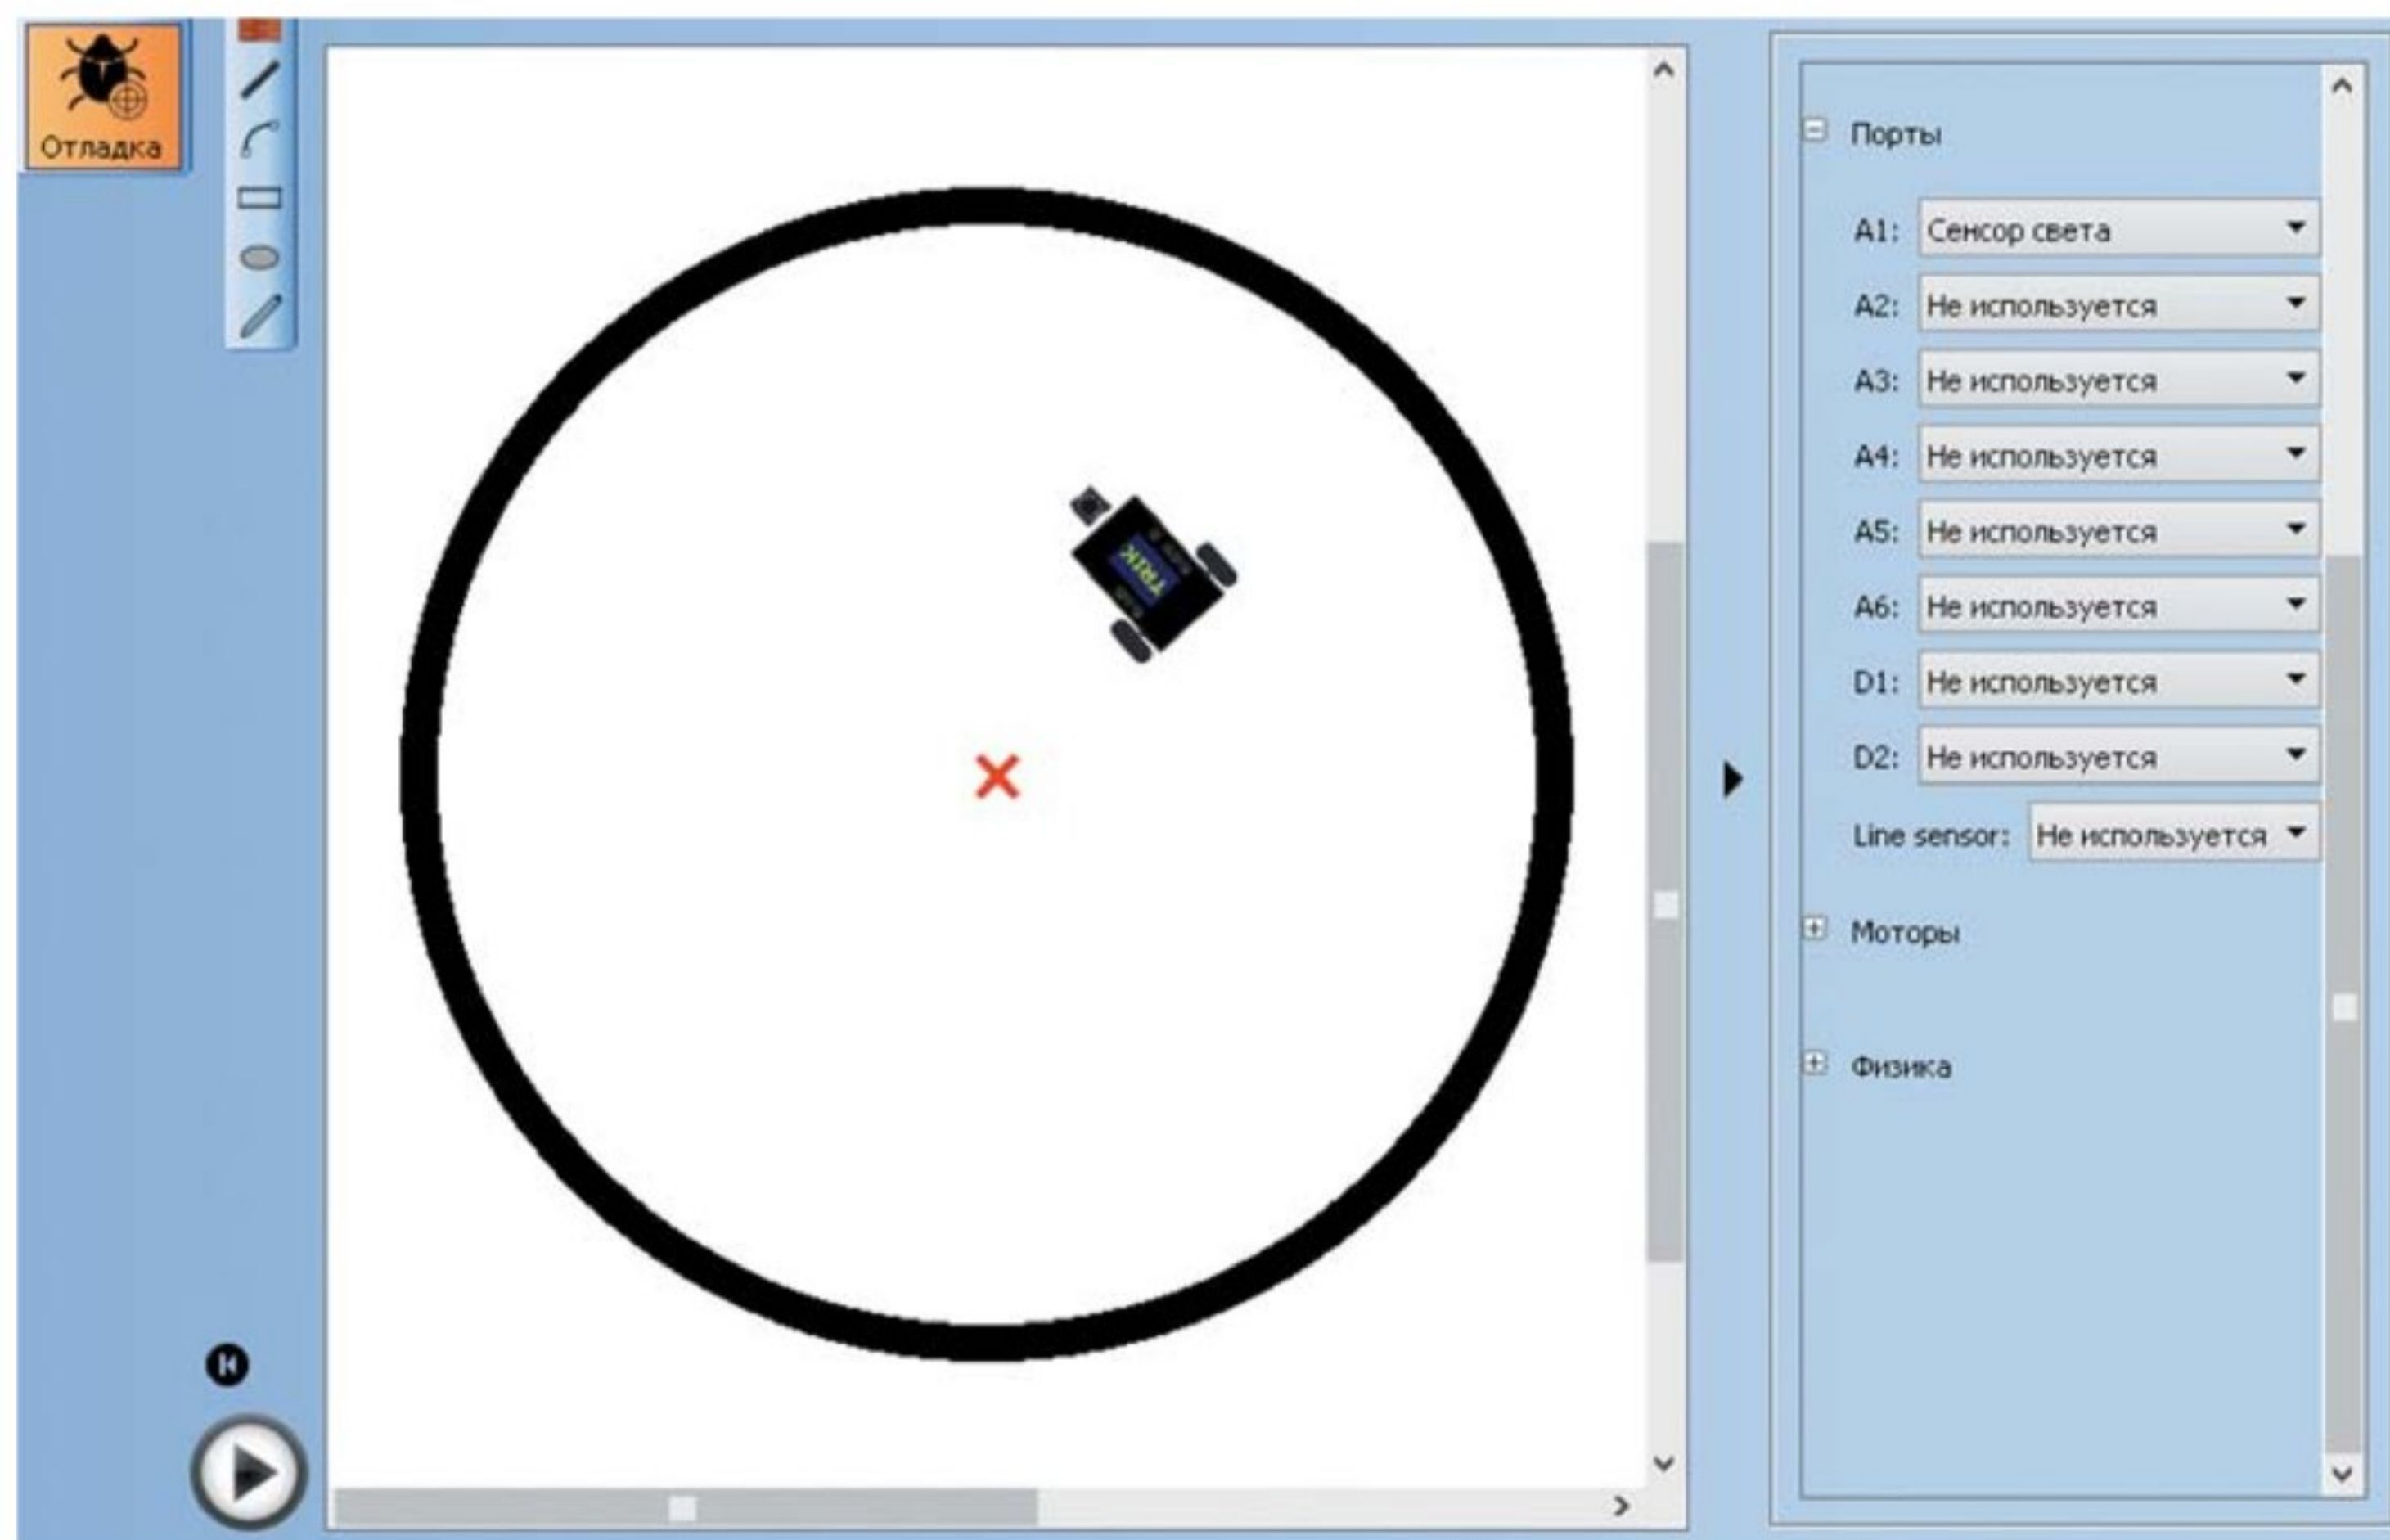 Отладка
TRIK
Порты
A1: Сенсор света
A2: Не используется
A3: Не используется
A4: Не используется
A5: Не используется
A6: Не используется
D1: Не используется
D2: Не используется
Line sensor: Не используется
Моторы
Физика